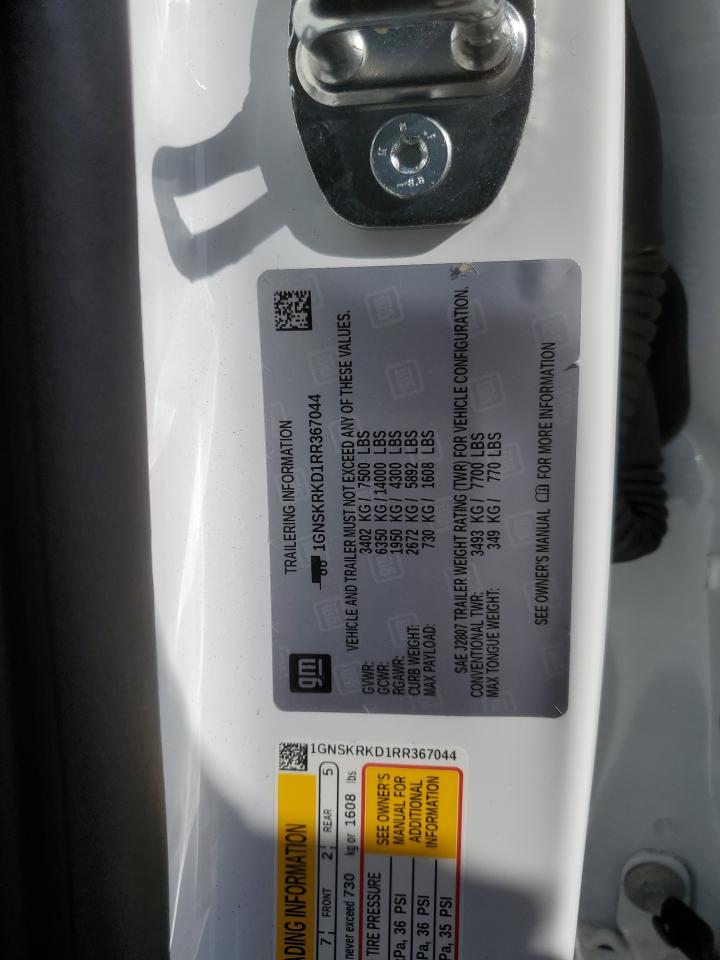 TRAILERING INFORMATION
1GNSKRKD1RR367044
gm
VEHICLE AND TRAILER MUST NOT EXCEED ANY OF THESE VALUES.
GVWR: 3402 KG / 7500 LBS
GCWR: 6350 KG / 14000 LBS
RGAWR: 1950 KG / 4300 LBS
CURB WEIGHT: 2672 KG / 5892 LBS
MAX PAYLOAD: 730 KG / 1608 LBS
SAE J2807 TRAILER WEIGHT RATING (TWR) FOR VEHICLE CONFIGURATION.
CONVENTIONAL TWR: 3493 KG / 7700 LBS
MAX TONGUE WEIGHT: 349 KG / 770 LBS
SEE OWNER'S MANUAL FOR MORE INFORMATION
1GNSKRKD1RR367044
INFORMATION
7 FRONT 2 REAR 5
never exceed 730 kg or 1608 lbs
TIRE PRESSURE
36 PSI
36 PSI
35 PSI
SEE OWNER'S
MANUAL FOR
ADDITIONAL
INFORMATION